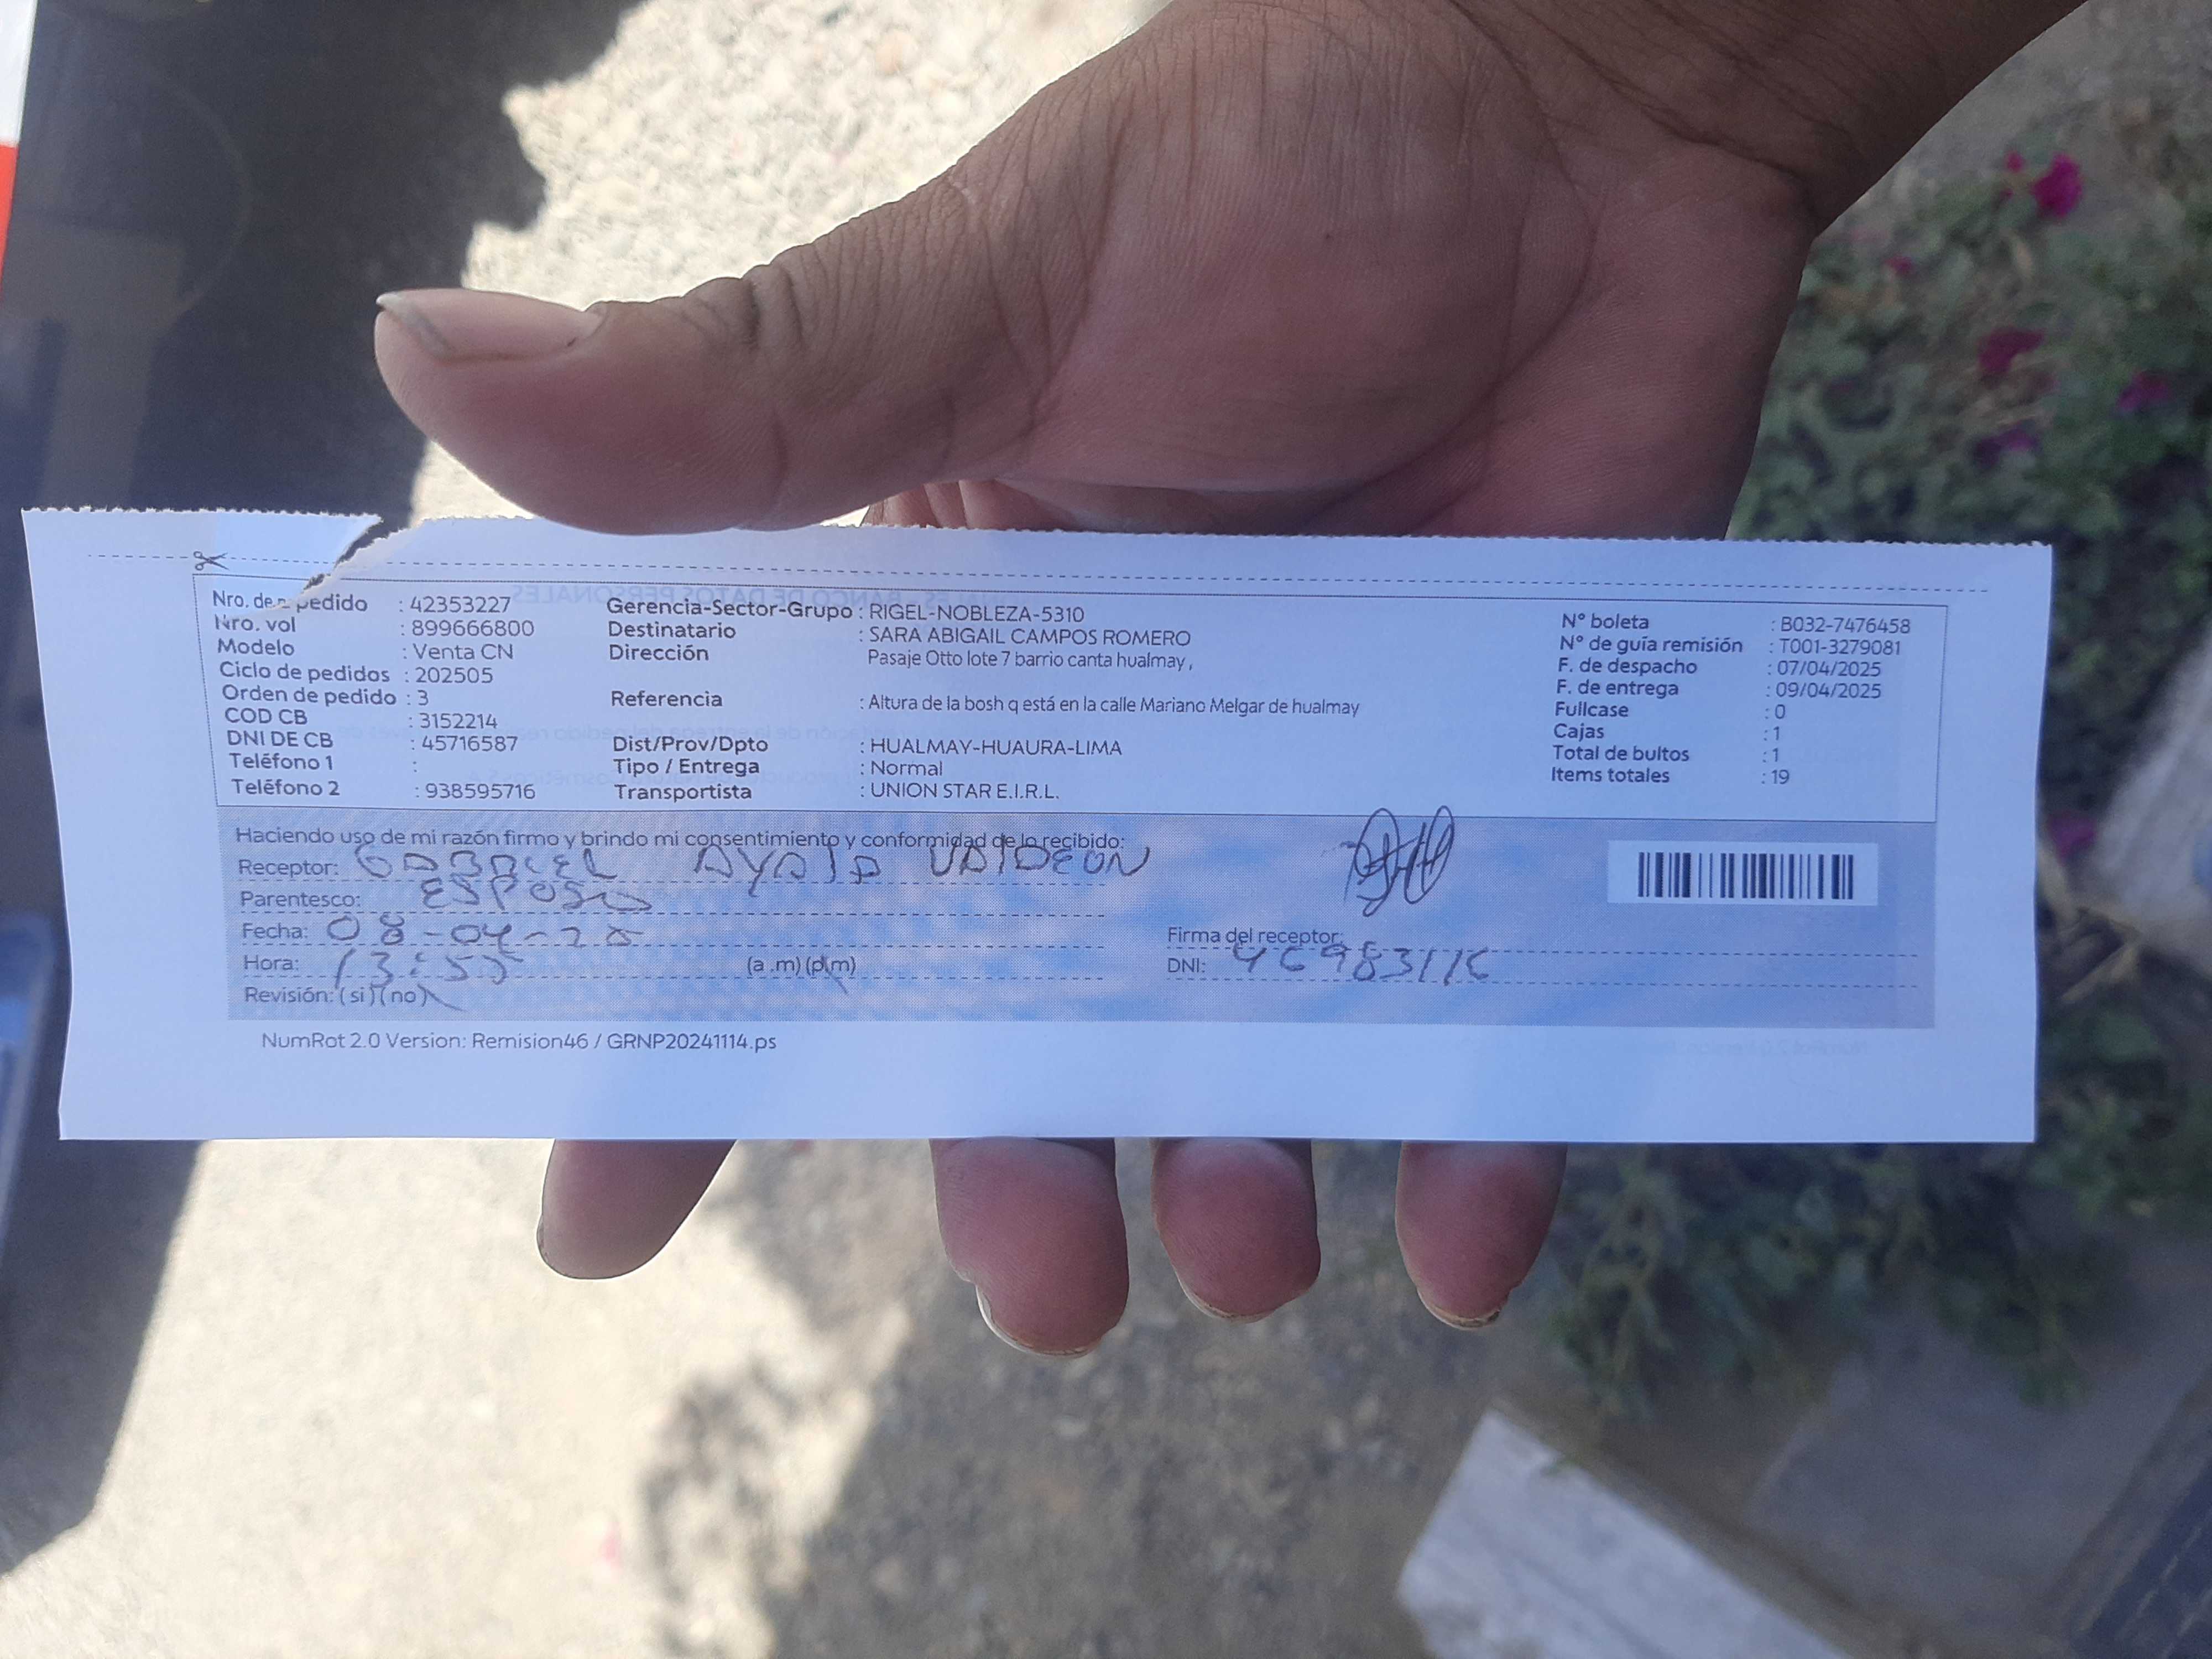 Nro. de pedido : 42353227
Nro. vol : 899666800
Modelo : Venta CN
Ciclo de pedidos : 202505
Orden de pedido : 3
COD CB : 3152214
DNI DE CB : 45716587
Teléfono 1 :
Teléfono 2 : 938595716
Gerencia-Sector-Grupo : RIGEL-NOBLEZA-5310
Destinatario : SARA ABIGAIL CAMPOS ROMERO
Dirección Pasaje Otto lote 7 barrio canta hualmay ,
Referencia : Altura de la bosh q está en la calle Mariano Melgar de hualmay
Dist/Prov/Dpto : HUALMAY-HUAURA-LIMA
Tipo / Entrega : Normal
Transportista : UNION STAR E.I.R.L.
N° boleta : B032-7476458
N° de guía remisión : T001-3279081
F. de despacho : 07/04/2025
F. de entrega : 09/04/2025
Fullcase : 0
Cajas : 1
Total de bultos : 1
Items totales : 19
Haciendo uso de mi razón firmo y brindo mi consentimiento y conformidad de lo recibido:
Receptor: GABRIEL AYALA VALDEON
Parentesco: ESPOSO
Fecha: 08-04-25
Hora: 13:55 (a .m) (p.m)
Revisión: ( si ) ( no )
Firma del receptor:
DNI: 46983116
NumRot 2.0 Version: Remision46 / GRNP20241114.ps